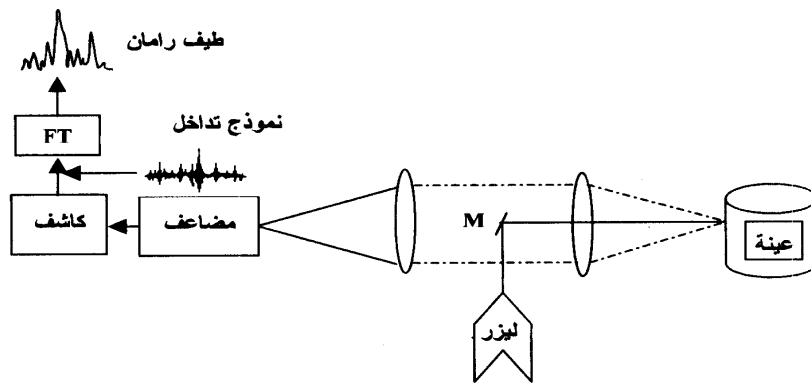 طيف رامان
نموذج تداخل
FT
كاشف
مضاعف
M
عينة
ليزر